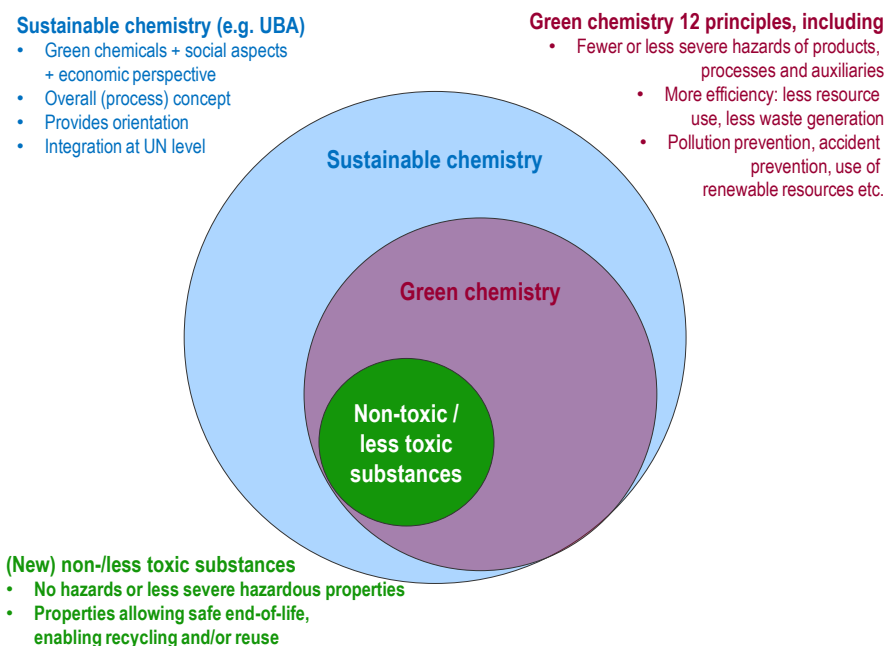 Sustainable chemistry (e.g. UBA)
• Green chemicals + social aspects
+ economic perspective
• Overall (process) concept
• Provides orientation
• Integration at UN level
Green chemistry 12 principles, including
• Fewer or less severe hazards of products,
processes and auxiliaries
• More efficiency: less resource
use, less waste generation
• Pollution prevention, accident
prevention, use of
renewable resources etc.
Sustainable chemistry
Green chemistry
Non-toxic /
less toxic
substances
(New) non-/less toxic substances
• No hazards or less severe hazardous properties
• Properties allowing safe end-of-life,
enabling recycling and/or reuse